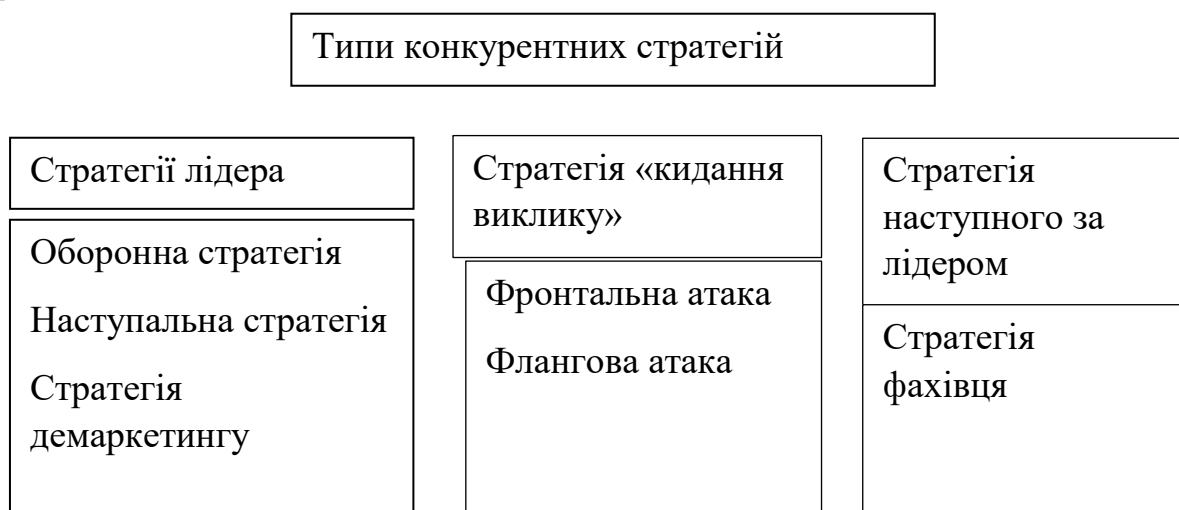 Типи конкурентних стратегій
Стратегії лідера
Оборонна стратегія
Наступальна стратегія
Стратегія
демаркетингу
Стратегія «кидання
виклику»
Фронтальна атака
Флангова атака
Стратегія
наступного за
лідером
Стратегія
фахівця